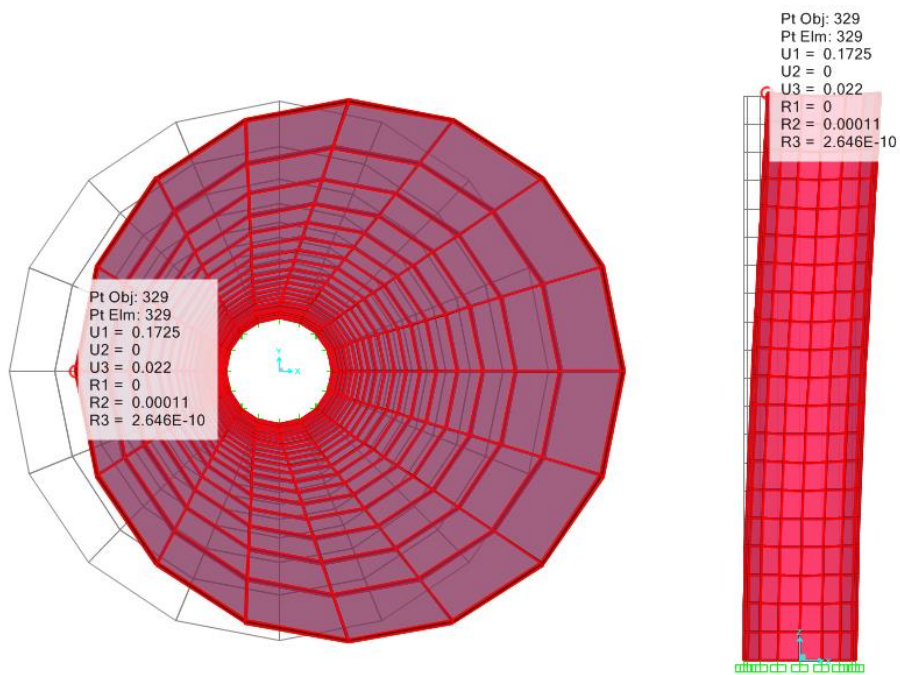 Pt Obj: 329
Pt Elm: 329
U1 = 0.1725
U2 = 0
U3 = 0.022
R1 = 0
R2 = 0.00011
R3 = 2.646E-10
Y
X
Pt Obj: 329
Pt Elm: 329
U1 = 0.1725
U2 = 0
U3 = 0.022
R1 = 0
R2 = 0.00011
R3 = 2.646E-10
Z